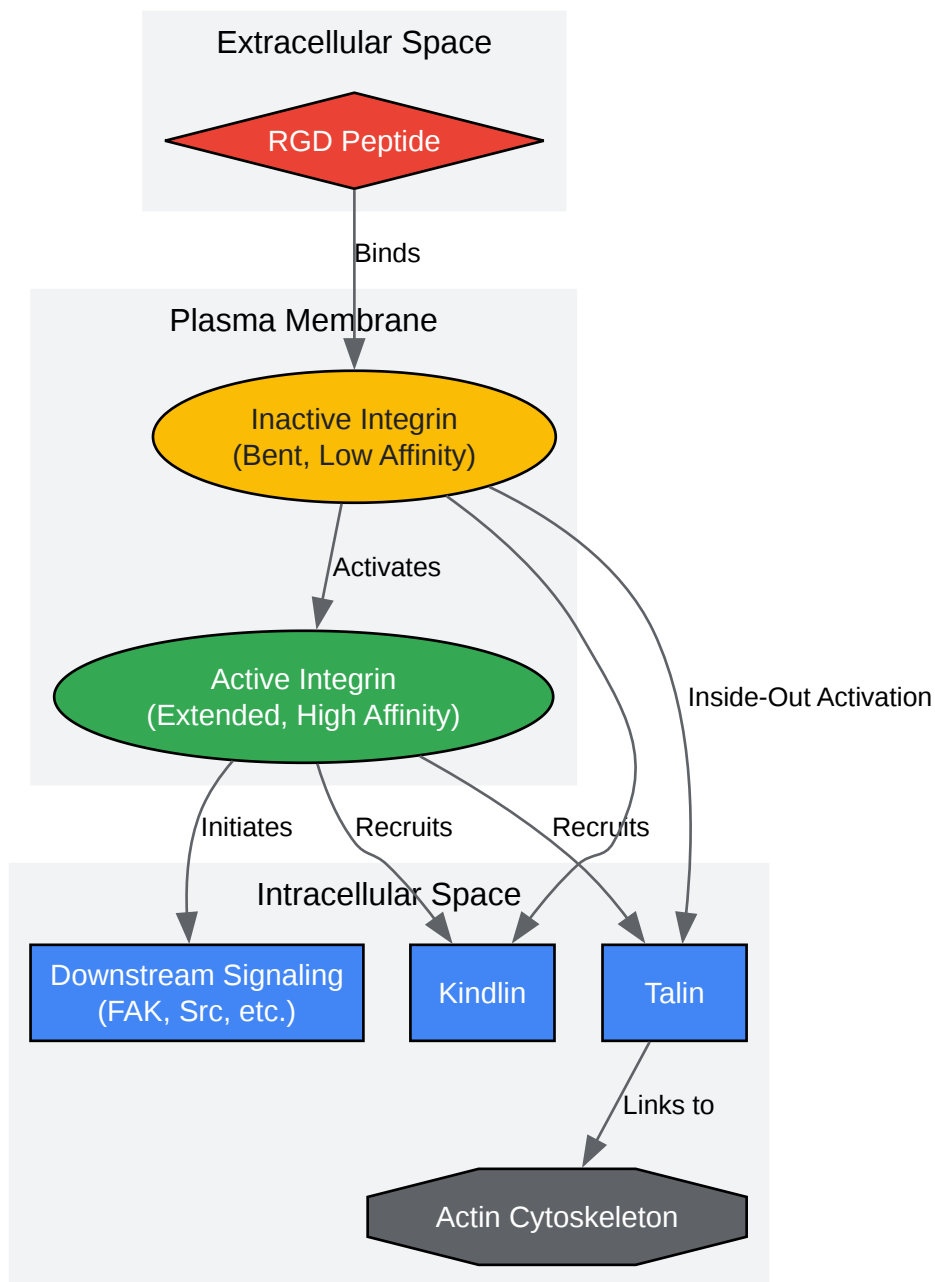 Extracellular Space
RGD Peptide
Binds
Plasma Membrane
Inactive Integrin
(Bent, Low Affinity)
Activates
Active Integrin
(Extended, High Affinity)
Inside-Out Activation
Initiates
Recruits
Recruits
Intracellular Space
Downstream Signaling
(FAK, Src, etc.)
Kindlin
Talin
Links to
Actin Cytoskeleton